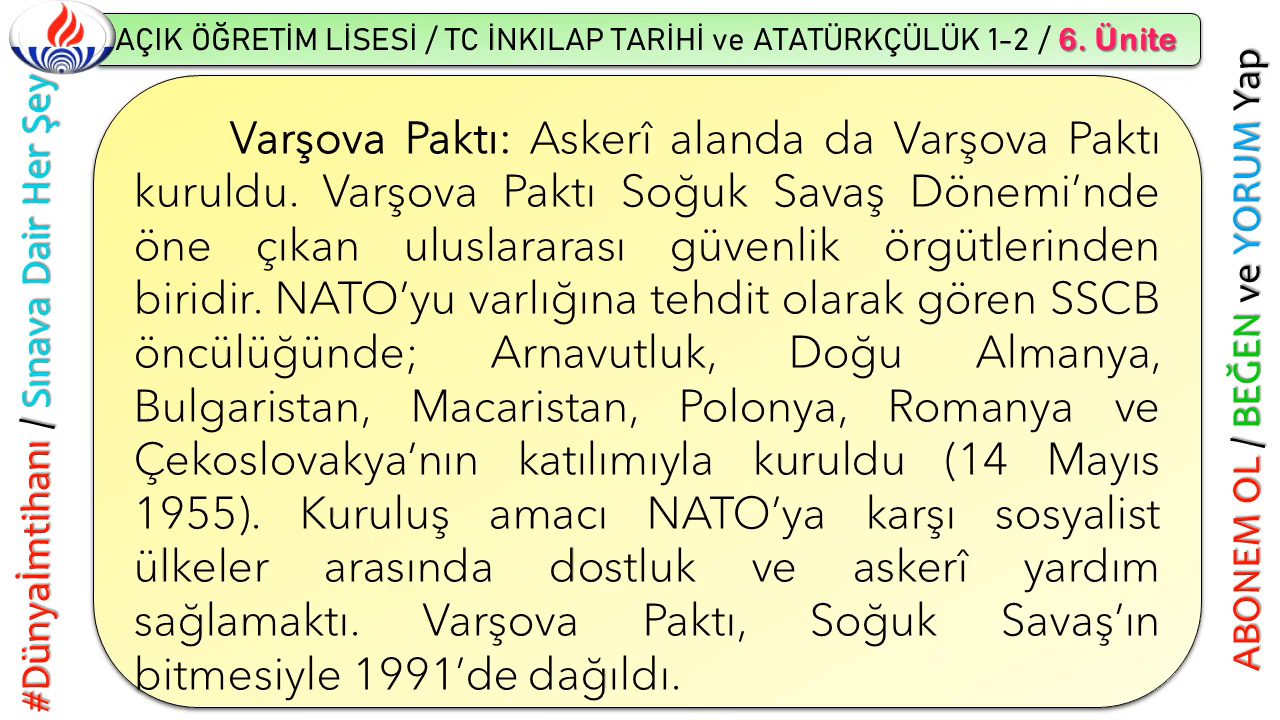 AÇIK ÖĞRETİM LİSESİ / TC İNKILAP TARİHİ ve ATATÜRKÇÜLÜK 1-2 / 6. Ünite
#Dünyaimtihanı / Sınava Dair Her Şey
Varşova Paktı: Askerî alanda da Varşova Paktı
kuruldu. Varşova Paktı Soğuk Savaş Dönemi’nde
öne çıkan uluslararası güvenlik örgütlerinden
biridir. NATO’yu varlığına tehdit olarak gören SSCB
öncülüğünde; Arnavutluk, Doğu Almanya,
Bulgaristan, Macaristan, Polonya, Romanya ve
Çekoslovakya’nın katılımıyla kuruldu (14 Mayıs
1955). Kuruluş amacı NATO’ya karşı sosyalist
ülkeler arasında dostluk ve askerî yardım
sağlamaktı. Varşova Paktı, Soğuk Savaş’ın
bitmesiyle 1991’de dağıldı.
ABONEM OL / BEĞEN ve YORUM Yap